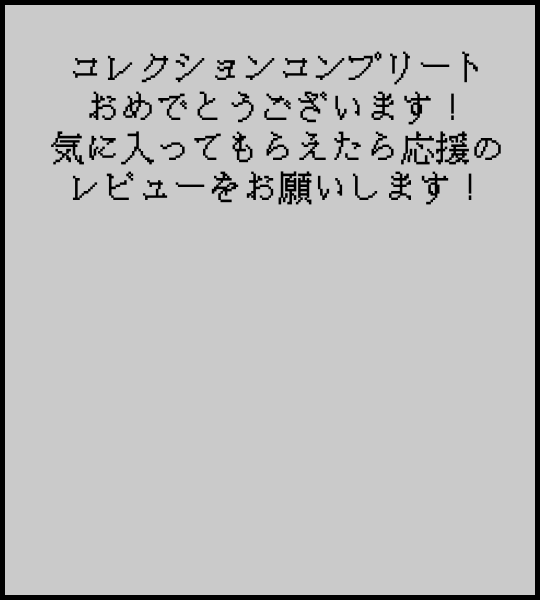 コレクションコンプリート
おめでとうございます！
気に入ってもらえたら応援の
レビューをお願いします！